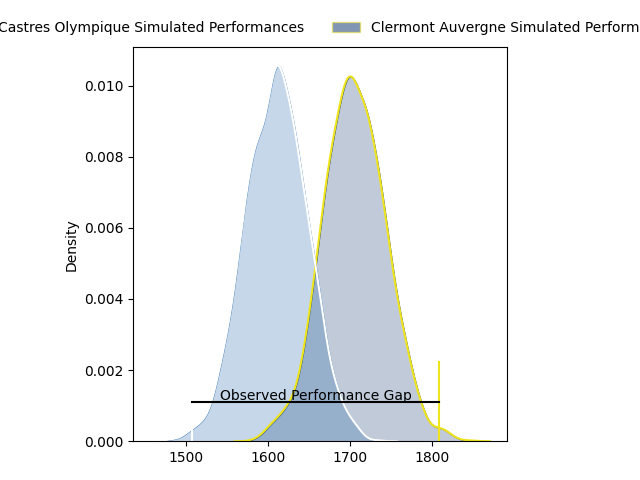 Castres Olympique Simulated Performances
Clermont Auvergne Simulated Perform
Density
0.010
0.008
0.006
0.004
0.002
0.000
Observed Performance Gap
1500
1600
1700
1800